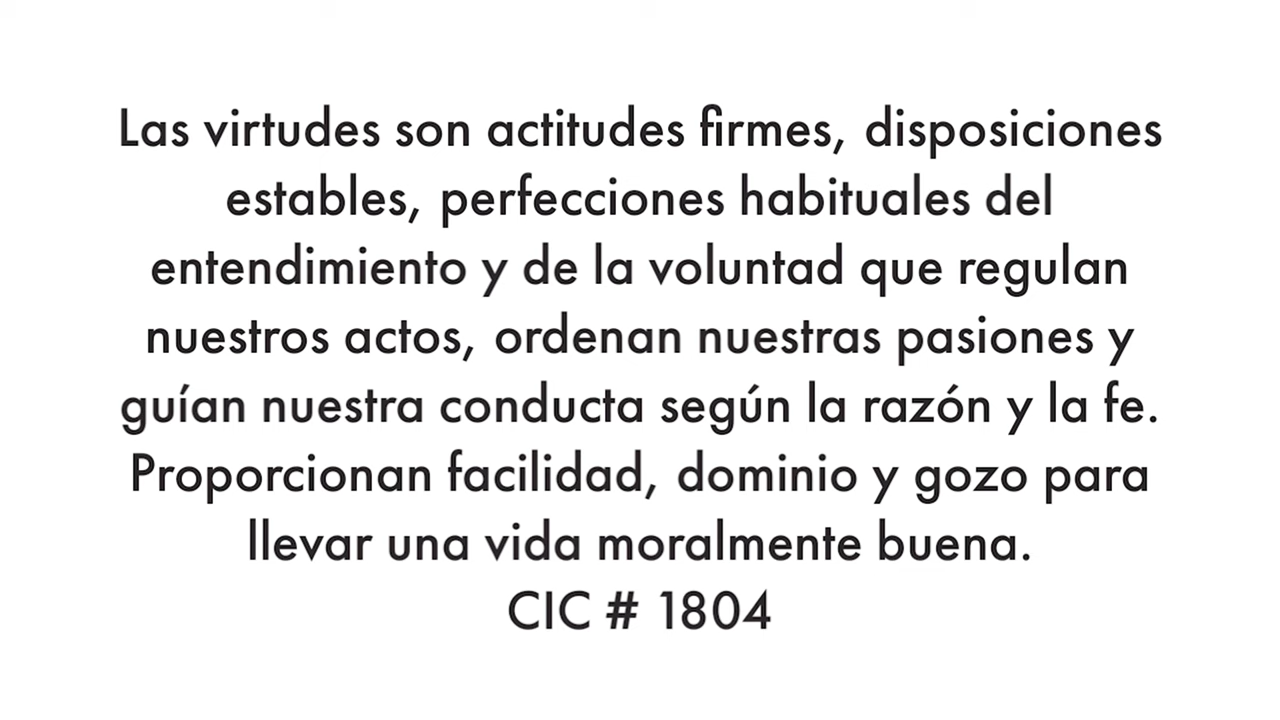 Las virtudes son actitudes firmes, disposiciones
estables, perfecciones habituales del
entendimiento y de la voluntad que regulan
nuestros actos, ordenan nuestras pasiones y
guían nuestra conducta según la razón y la fe.
Proporcionan facilidad, dominio y gozo para
llevar una vida moralmente buena.
CIC # 1804